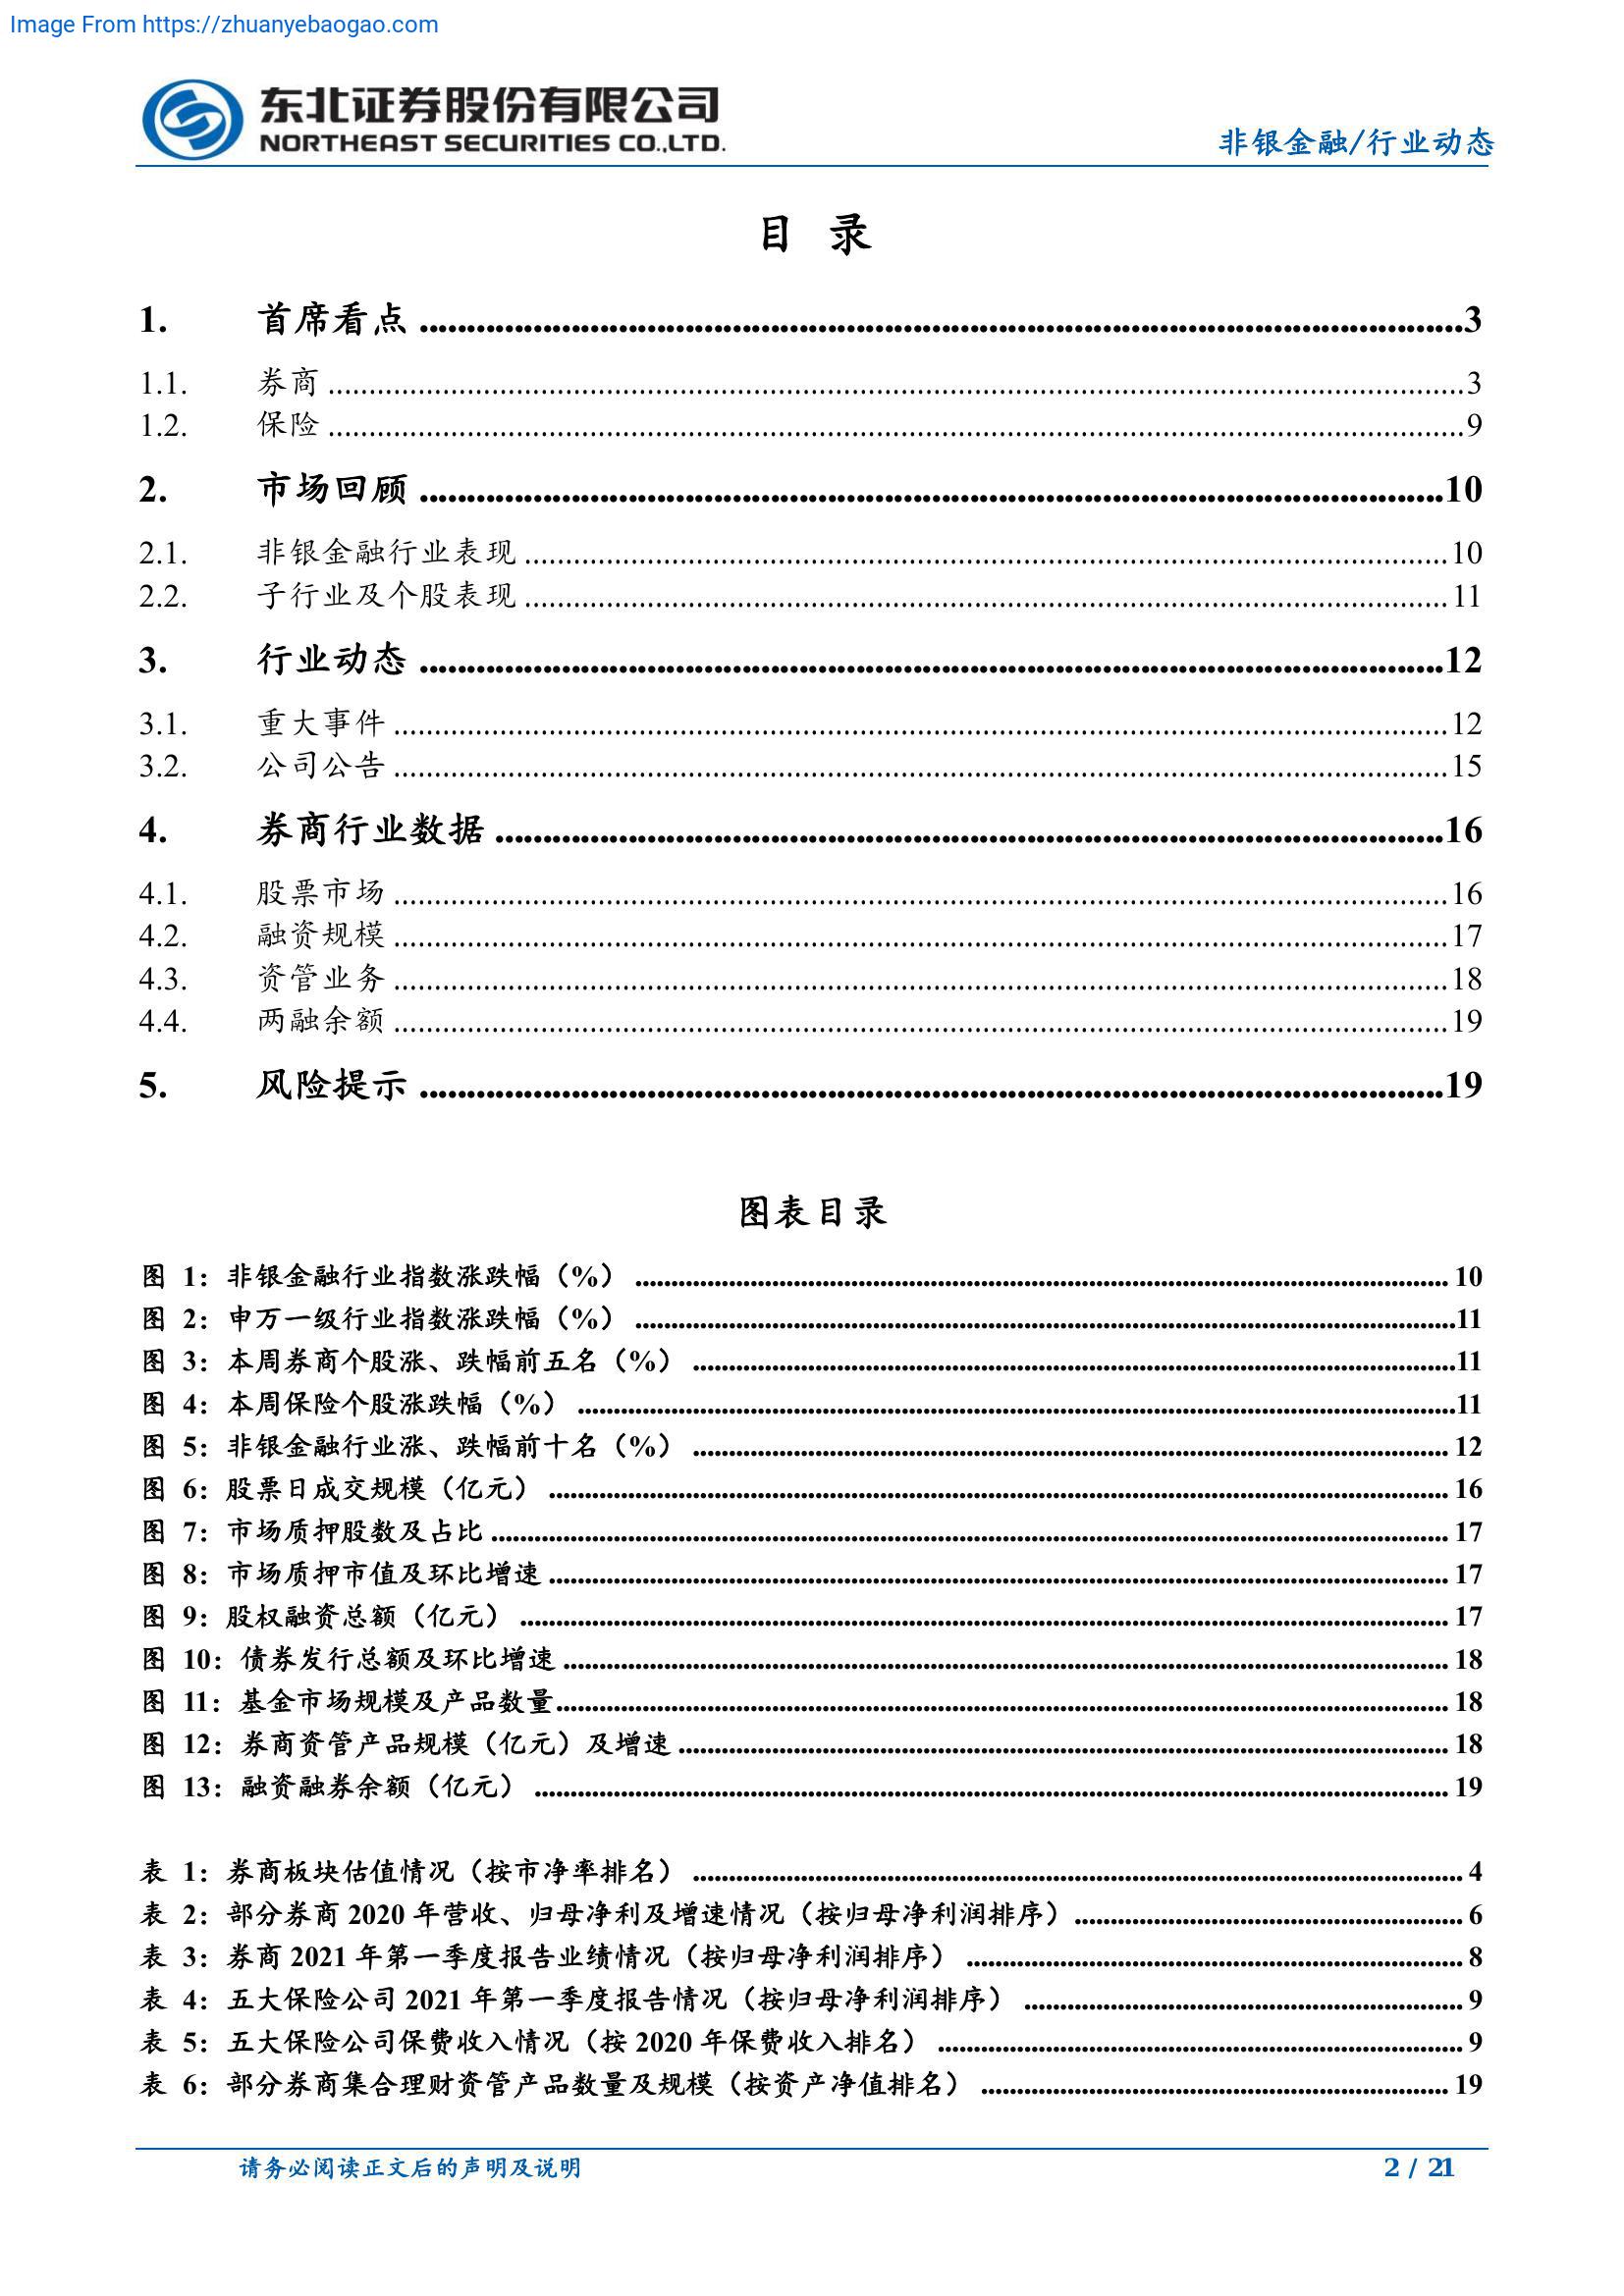 Image From https://zhuanyebaogao.com
东北证券股份有限公司
NORTHEAST SECURITIES CO.,LTD.
非银金融/行业动态
目 录
1. 首席看点 ........ 3
1.1. 券商 ........ 3
1.2. 保险 ........ 9
2. 市场回顾 ........ 10
2.1. 非银金融行业表现 ........ 10
2.2. 子行业及个股表现 ........ 11
3. 行业动态 ........ 12
3.1. 重大事件 ........ 12
3.2. 公司公告 ........ 15
4. 券商行业数据 ........ 16
4.1. 股票市场 ........ 16
4.2. 融资规模 ........ 17
4.3. 资管业务 ........ 18
4.4. 两融余额 ........ 19
5. 风险提示 ........ 19
图表目录
图 1：非银金融行业指数涨跌幅（%） ........ 10
图 2：申万一级行业指数涨跌幅（%） ........ 11
图 3：本周券商个股涨、跌幅前五名（%） ........ 11
图 4：本周保险个股涨跌幅（%） ........ 11
图 5：非银金融行业涨、跌幅前十名（%） ........ 12
图 6：股票日成交规模（亿元） ........ 16
图 7：市场质押股数及占比 ........ 17
图 8：市场质押市值及环比增速 ........ 17
图 9：股权融资总额（亿元） ........ 17
图 10：债券发行总额及环比增速 ........ 18
图 11：基金市场规模及产品数量 ........ 18
图 12：券商资管产品规模（亿元）及增速 ........ 18
图 13：融资融券余额（亿元） ........ 19
表 1：券商板块估值情况（按市净率排名） ........ 4
表 2：部分券商 2020 年营收、归母净利及增速情况（按归母净利润排序） ........ 6
表 3：券商 2021 年第一季度报告业绩情况（按归母净利润排序） ........ 8
表 4：五大保险公司 2021 年第一季度报告情况（按归母净利润排序） ........ 9
表 5：五大保险公司保费收入情况（按 2020 年保费收入排名） ........ 9
表 6：部分券商集合理财资管产品数量及规模（按资产净值排名） ........ 19
请务必阅读正文后的声明及说明
2 / 21